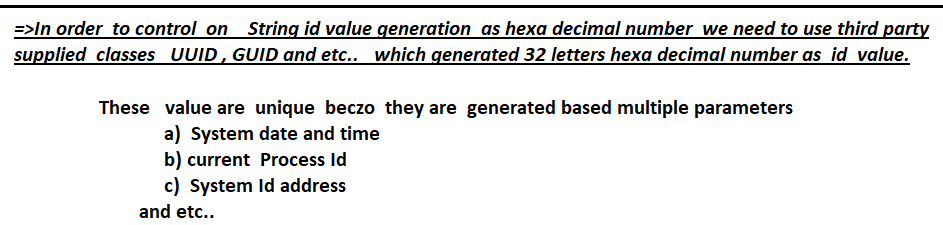 =>In order to control on String id value generation as hexa decimal number we need to use third party
supplied classes UUID , GUID and etc.. which generated 32 letters hexa decimal number as id value.
These value are unique beczo they are generated based multiple parameters
a) System date and time
b) current Process Id
c) System Id address
and etc..